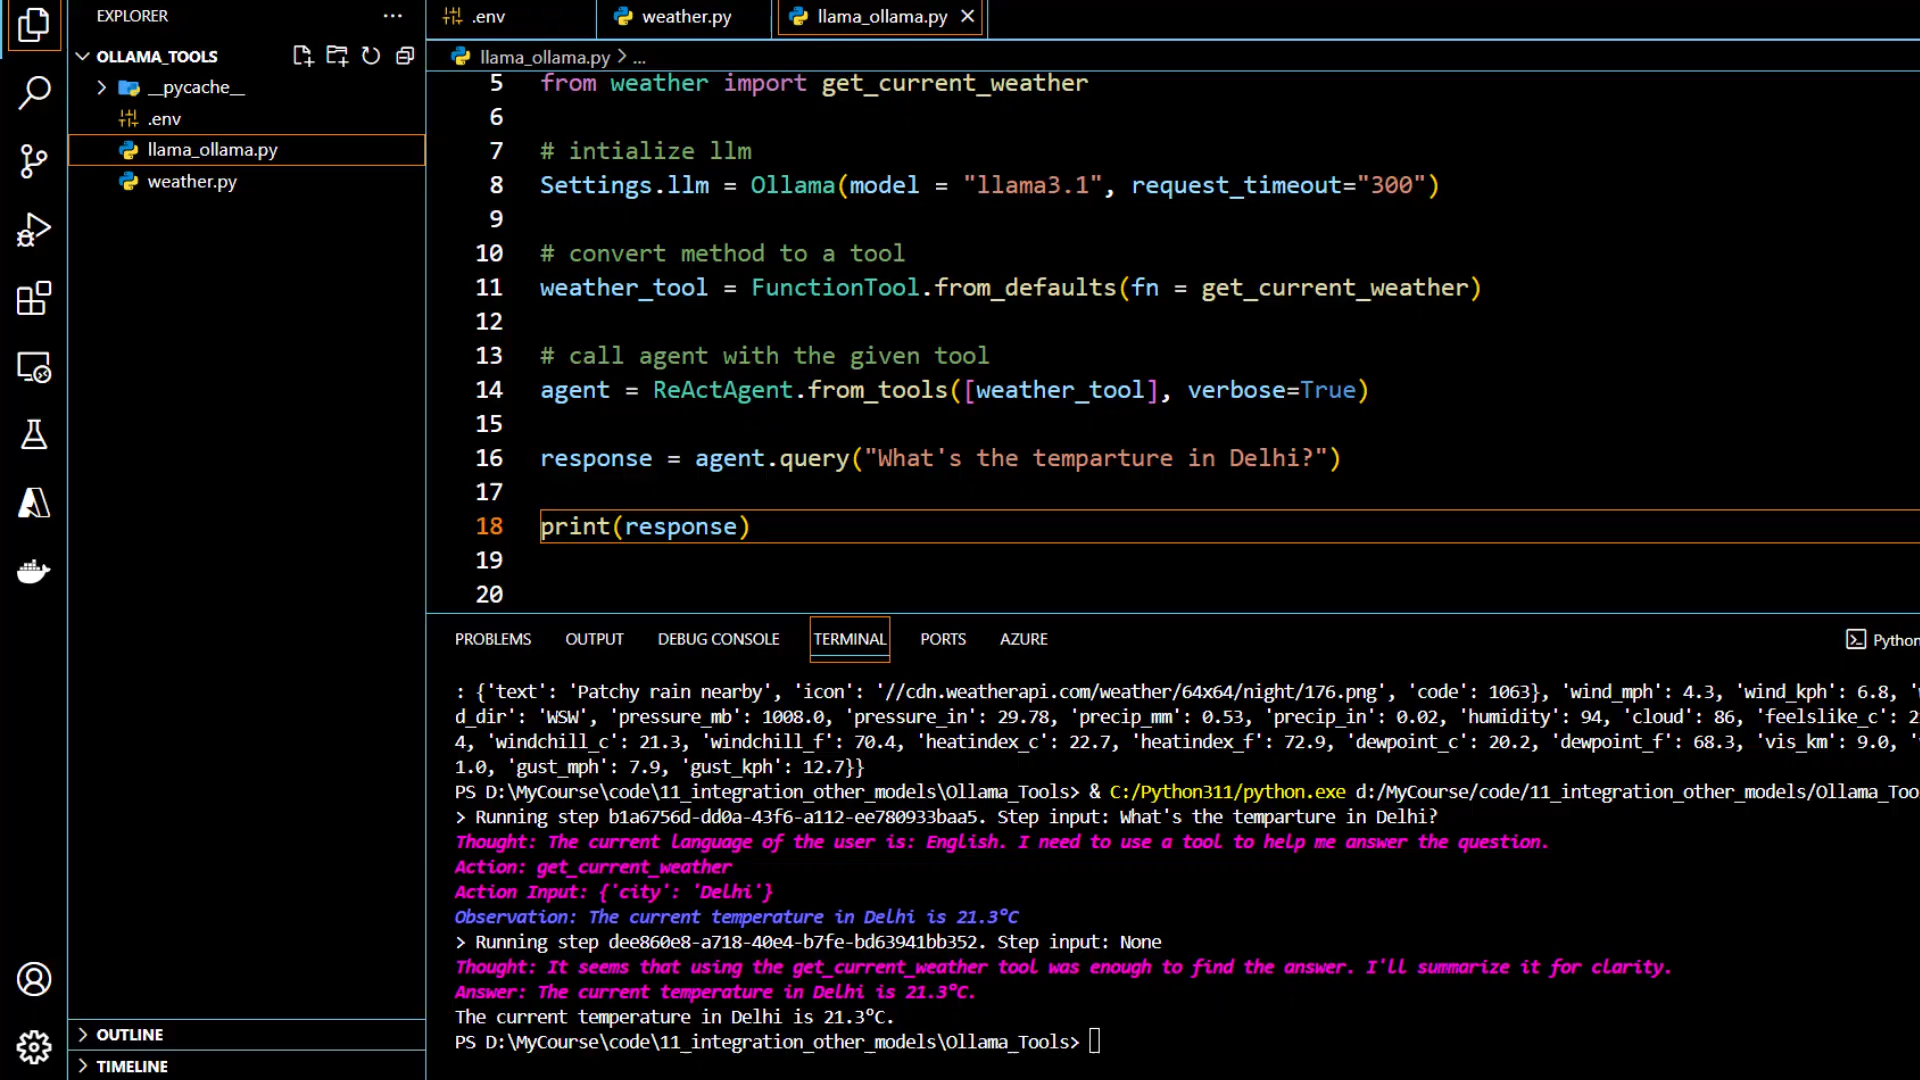 EXPLORER
OLLAMA_TOOLS
__pycache__
.env
llama_ollama.py
weather.py
OUTLINE
TIMELINE
.env
weather.py
llama_ollama.py
llama_ollama.py > ...
5 from weather import get_current_weather
6
7 # intialize llm
8 Settings.llm = Ollama(model = "llama3.1", request_timeout="300")
9
10 # convert method to a tool
11 weather_tool = FunctionTool.from_defaults(fn = get_current_weather)
12
13 # call agent with the given tool
14 agent = ReActAgent.from_tools([weather_tool], verbose=True)
15
16 response = agent.query("What's the temparture in Delhi?")
17
18 print(response)
19
20
PROBLEMS OUTPUT DEBUG CONSOLE TERMINAL PORTS AZURE
Python
: {'text': 'Patchy rain nearby', 'icon': '//cdn.weatherapi.com/weather/64x64/night/176.png', 'code': 1063}, 'wind_mph': 4.3, 'wind_kph': 6.8,
d_dir': 'WSW', 'pressure_mb': 1008.0, 'pressure_in': 29.78, 'precip_mm': 0.53, 'precip_in': 0.02, 'humidity': 94, 'cloud': 86, 'feelslike_c':
4, 'windchill_c': 21.3, 'windchill_f': 70.4, 'heatindex_c': 22.7, 'heatindex_f': 72.9, 'dewpoint_c': 20.2, 'dewpoint_f': 68.3, 'vis_km': 9.0,
1.0, 'gust_mph': 7.9, 'gust_kph': 12.7}}
PS D:\MyCourse\code\11_integration_other_models\Ollama_Tools> & C:/Python311/python.exe d:/MyCourse/code/11_integration_other_models/Ollama_Too
> Running step b1a6756d-dd0a-43f6-a112-ee780933baa5. Step input: What's the temparture in Delhi?
Thought: The current language of the user is: English. I need to use a tool to help me answer the question.
Action: get_current_weather
Action Input: {'city': 'Delhi'}
Observation: The current temperature in Delhi is 21.3°C
> Running step dee860e8-a718-40e4-b7fe-bd63941bb352. Step input: None
Thought: It seems that using the get_current_weather tool was enough to find the answer. I'll summarize it for clarity.
Answer: The current temperature in Delhi is 21.3°C.
The current temperature in Delhi is 21.3°C.
PS D:\MyCourse\code\11_integration_other_models\Ollama_Tools>